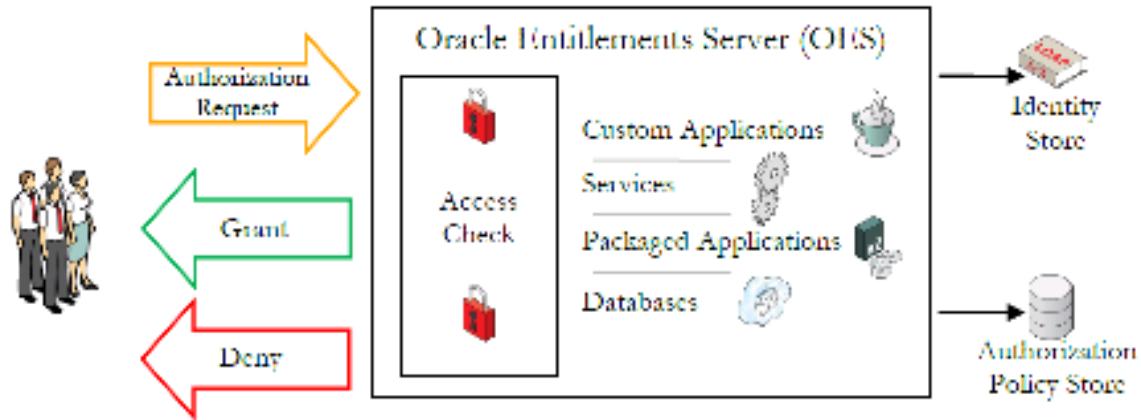 Oracle Entitlements Server (OES)
Authorization
Request
Grant
Deny
Access
Check
Custom Applications
Services
Packaged Applications
Databases
LDAP
Identity
Store
Authorization
Policy Store